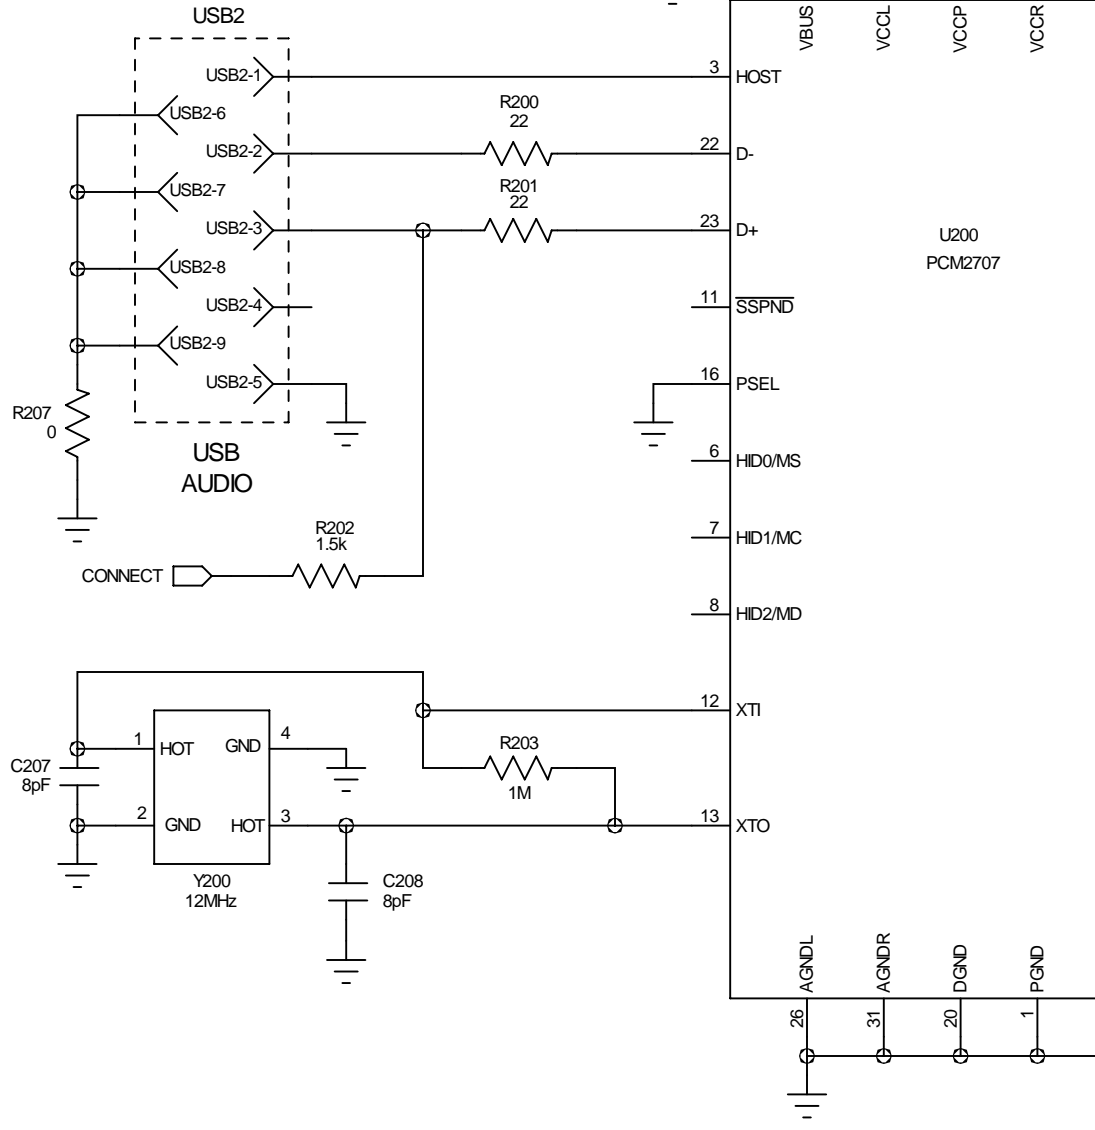 USB2
VBUS
VCCL
VCCP
VCCR
USB2-1
3
HOST
USB2-6
R200
22
USB2-2
22
D-
USB2-7
R201
22
USB2-3
23
D+
U200
PCM2707
USB2-8
USB2-4
11
SSPND
USB2-9
USB2-5
16
PSEL
R207
0
USB
AUDIO
6
HID0/MS
R202
1.5k
7
HID1/MC
CONNECT
8
HID2/MD
12
XTI
1
HOT
GND
4
R203
1M
C207
8pF
2
GND
HOT
3
13
XTO
Y200
12MHz
C208
8pF
AGNDL
AGNDR
DGND
PGND
26
31
20
1